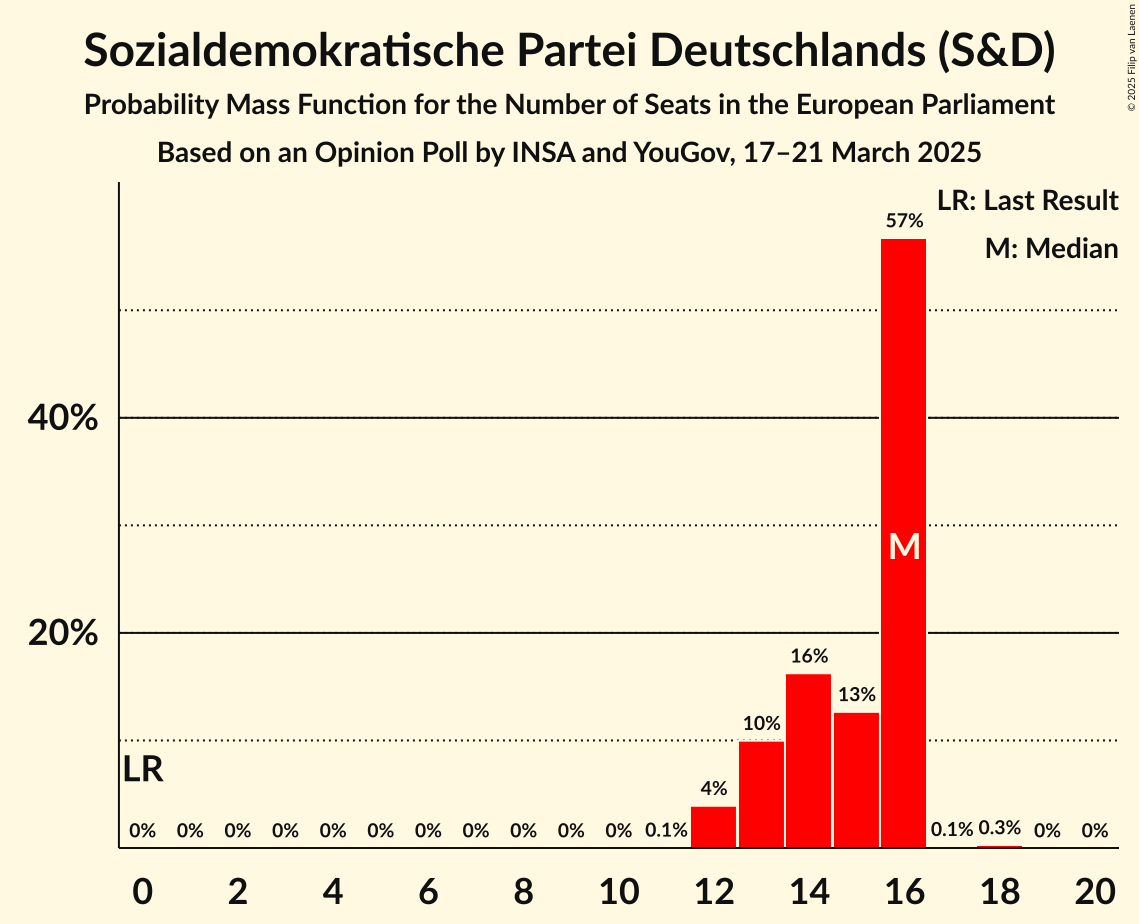 Sozialdemokratische Partei Deutschlands (S&D)
Probability Mass Function for the Number of Seats in the European Parliament
Based on an Opinion Poll by INSA and YouGov, 17–21 March 2025
© 2025 Filip van Laenen
LR: Last Result
M: Median
57%
40%
M
20%
16%
13%
10%
LR
4%
0% 0% 0% 0% 0% 0% 0% 0% 0% 0% 0% 0.1% 0.1% 0.3% 0% 0%
0 2 4 6 8 10 12 14 16 18 20